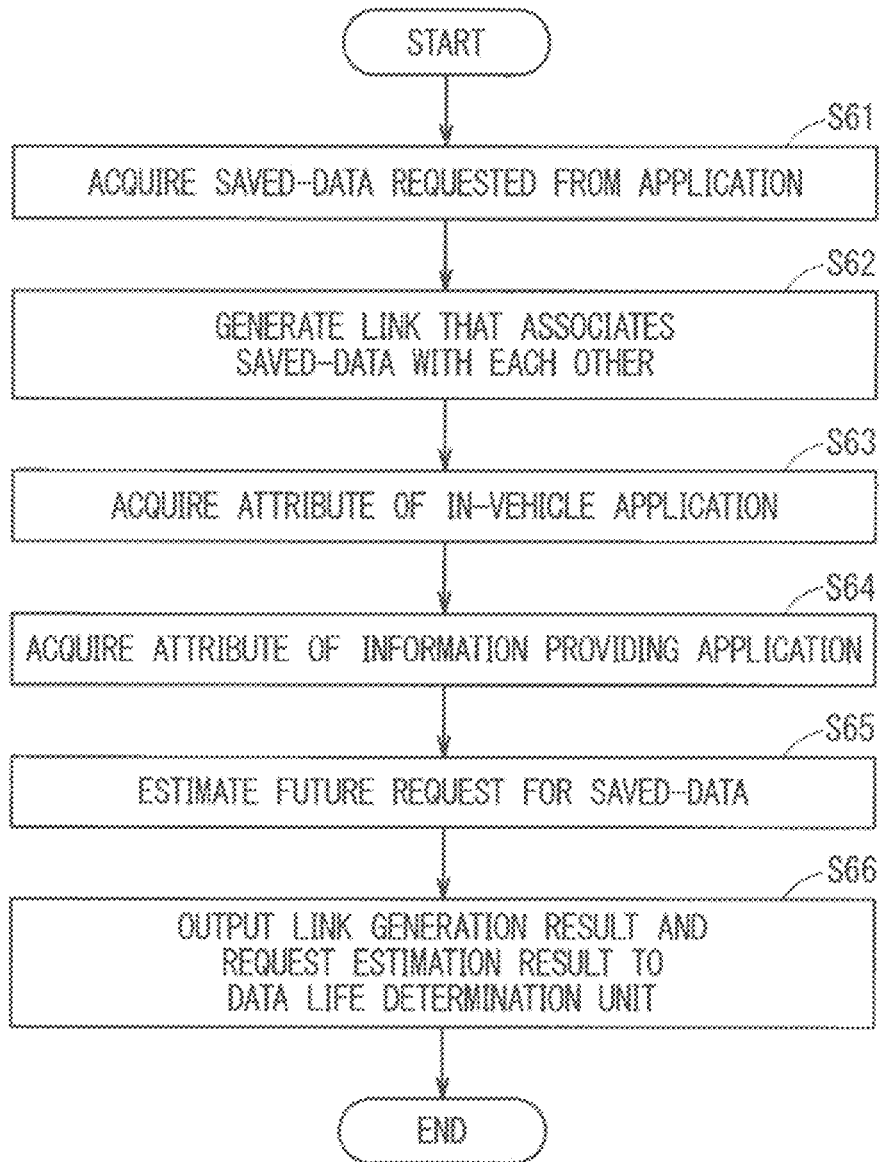 START
S61
ACQUIRE SAVED-DATA REQUESTED FROM APPLICATION
S62
GENERATE LINK THAT ASSOCIATES
SAVED-DATA WITH EACH OTHER
S63
ACQUIRE ATTRIBUTE OF IN-VEHICLE APPLICATION
S64
ACQUIRE ATTRIBUTE OF INFORMATION PROVIDING APPLICATION
S65
ESTIMATE FUTURE REQUEST FOR SAVED-DATA
S66
OUTPUT LINK GENERATION RESULT AND
REQUEST ESTIMATION RESULT TO
DATA LIFE DETERMINATION UNIT
END